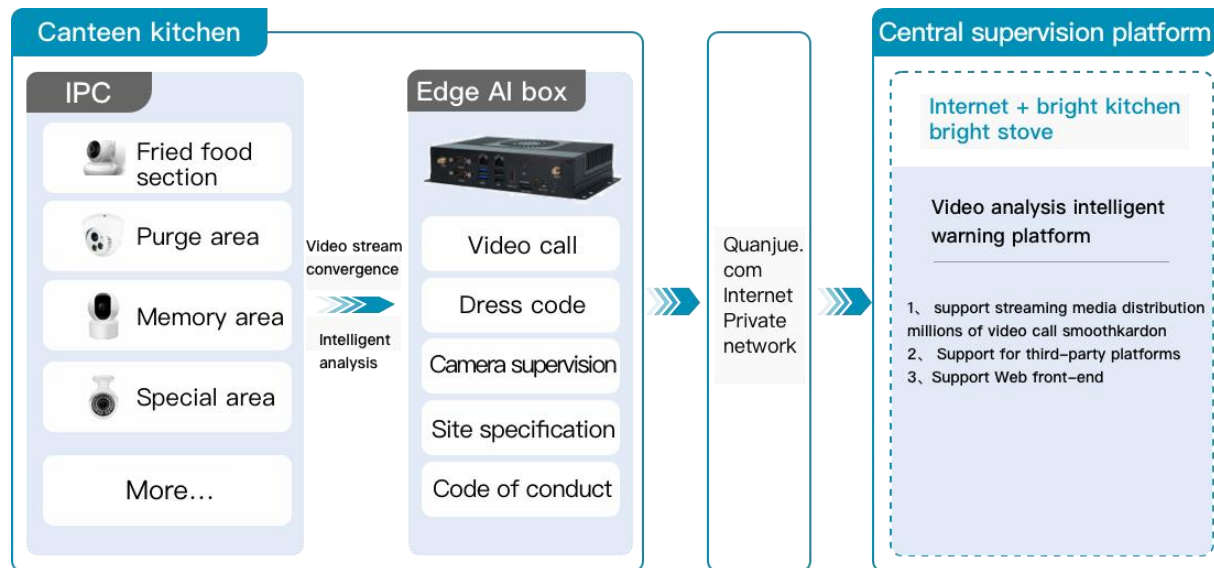 Canteen kitchen
IPC
Fried food
section
Purge area
Memory area
Special area
More...
Video stream
convergence
Intelligent
analysis
Edge AI box
Video call
Dress code
Camera supervision
Site specification
Code of conduct
Quanjue.
com
Internet
Private
network
Central supervision platform
Internet + bright kitchen
bright stove
Video analysis intelligent
warning platform
1、 support streaming media distribution
millions of video call smoothkardon
2、 Support for third-party platforms
3、Support Web front-end